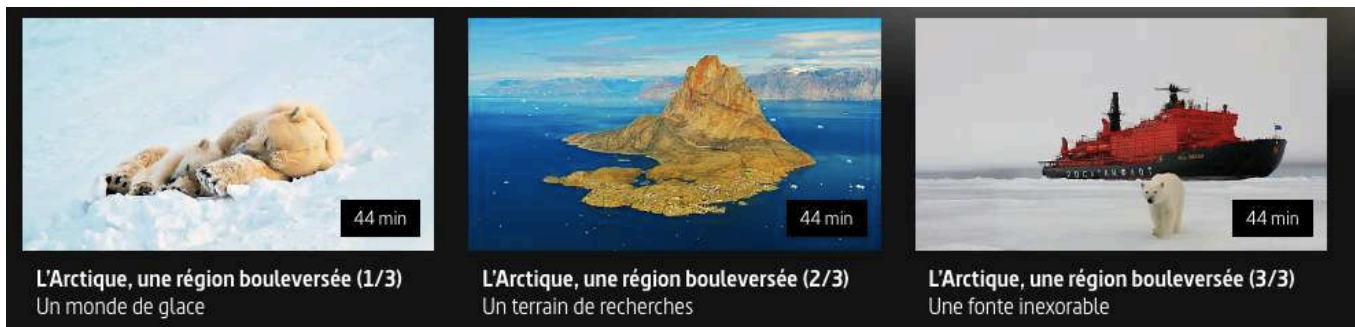 44 min
L'Arctique, une région bouleversée (1/3)
Un monde de glace
44 min
L'Arctique, une région bouleversée (2/3)
Un terrain de recherches
44 min
L'Arctique, une région bouleversée (3/3)
Une fonte inexorable